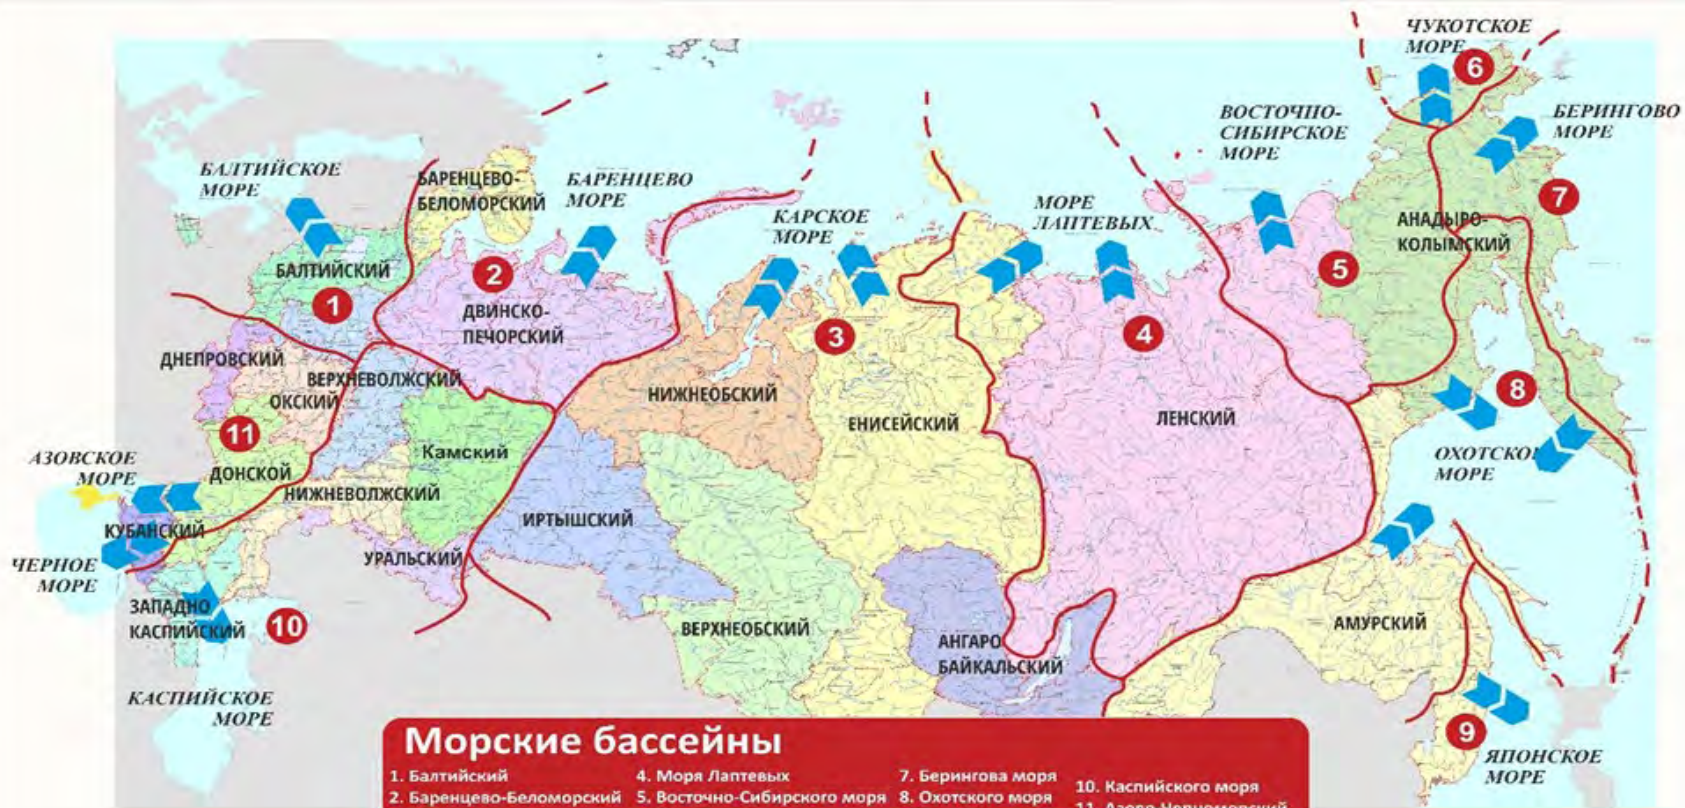 ЧУКОТСКОЕ
МОРЕ
6
ВОСТОЧНО-
СИБИРСКОЕ
МОРЕ
БЕРИНГОВО
МОРЕ
БАЛТИЙСКОЕ
МОРЕ
БАРЕНЦЕВО-
БЕЛОМОРСКИЙ
БАРЕНЦЕВО
МОРЕ
КАРСКОЕ
МОРЕ
МОРЕ
ЛАПТЕВЫХ
7
АНАДЫРО-
КОЛЫМСКИЙ
БАЛТИЙСКИЙ
2
5
1
ДВИНСКО-
ПЕЧОРСКИЙ
3
4
ДНЕПРОВСКИЙ
ВЕРХНЕВОЛЖСКИЙ
ОКСКИЙ
НИЖНЕОБСКИЙ
ЕНИСЕЙСКИЙ
ЛЕНСКИЙ
8
11
Камский
АЗОВСКОЕ
МОРЕ
ДОНСКОЙ
НИЖНЕВОЛЖСКИЙ
ОХОТСКОЕ
МОРЕ
КУБАНСКИЙ
ИРТЫШСКИЙ
УРАЛЬСКИЙ
ЧЕРНОЕ
МОРЕ
ЗАПАДНО
КАСПИЙСКИЙ
10
ВЕРХНЕОБСКИЙ
АНГАРО
БАЙКАЛЬСКИЙ
АМУРСКИЙ
КАСПИЙСКОЕ
МОРЕ
9
ЯПОНСКОЕ
МОРЕ
Морские бассейны
1. Балтийский
2. Баренцево-Беломорский
4. Моря Лаптевых
5. Восточно-Сибирского моря
7. Берингова моря
8. Охотского моря
10. Каспийского моря
11. Азово-Черноморский